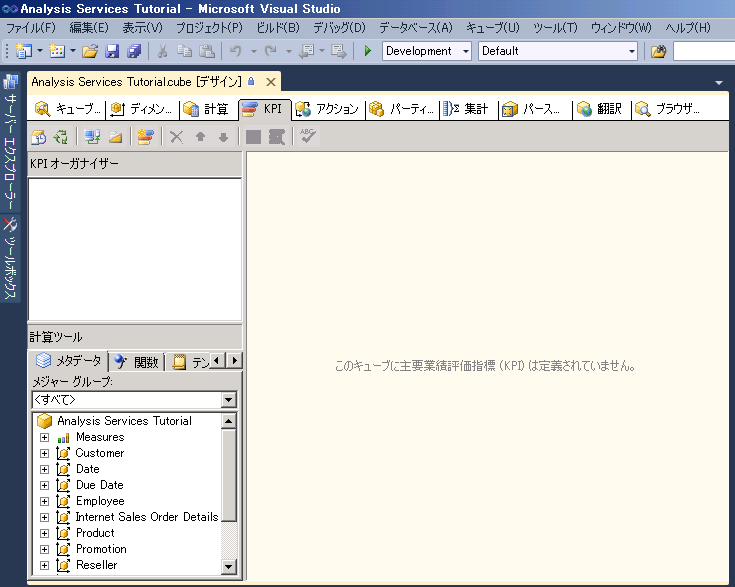 Analysis Services Tutorial - Microsoft Visual Studio
ファイル(F) 編集(E) 表示(V) プロジェクト(P) ビルド(B) デバッグ(D) データベース(A) キューブ(U) ツール(T) ウィンドウ(W) ヘルプ(H)
Development Default
サーバー エクスプローラー
ツールボックス
Analysis Services Tutorial.cube [デザイン]
キューブ... ディメン... 計算 KPI アクション パーティ... 集計 パース... 翻訳 ブラウザ...
ABC
KPI オーガナイザー
このキューブに主要業績評価指標 (KPI) は定義されていません。
計算ツール
メタデータ 関数 テン
メジャー グループ:
<すべて>
Analysis Services Tutorial
Measures
Customer
Date
Due Date
Employee
Internet Sales Order Details
Product
Promotion
Reseller